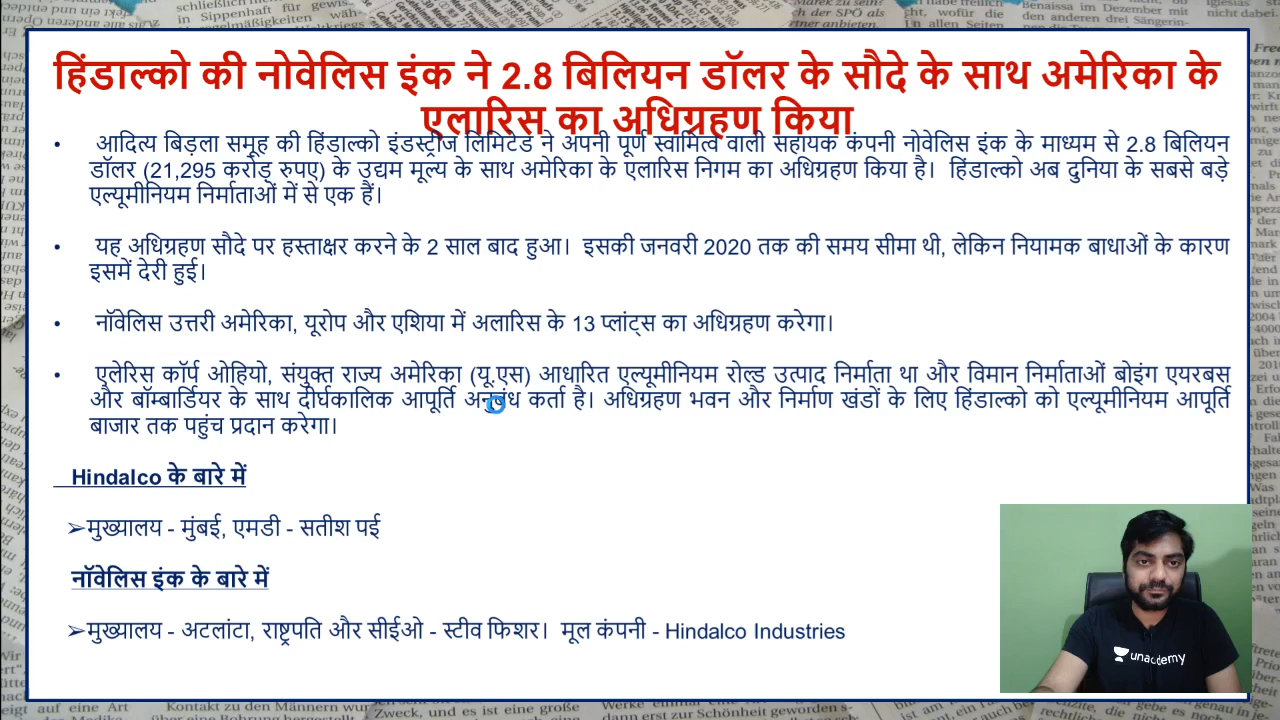 हिंडाल्को की नोवेलिस इंक ने 2.8 बिलियन डॉलर के सौदे के साथ अमेरिका के
एलारिस का अधिग्रहण किया
• आदित्य बिड़ला समूह की हिंडाल्को इंडस्ट्रीज लिमिटेड ने अपनी पूर्ण स्वामित्व वाली सहायक कंपनी नोवेलिस इंक के माध्यम से 2.8 बिलियन
डॉलर (21,295 करोड़ रुपए) के उद्यम मूल्य के साथ अमेरिका के एलारिस निगम का अधिग्रहण किया है। हिंडाल्को अब दुनिया के सबसे बड़े
एल्यूमीनियम निर्माताओं में से एक हैं।
• यह अधिग्रहण सौदे पर हस्ताक्षर करने के 2 साल बाद हुआ। इसकी जनवरी 2020 तक की समय सीमा थी, लेकिन नियामक बाधाओं के कारण
इसमें देरी हुई।
• नॉवेलिस उत्तरी अमेरिका, यूरोप और एशिया में अलारिस के 13 प्लांट्स का अधिग्रहण करेगा।
• एलेरिस कॉर्प ओहियो, संयुक्त राज्य अमेरिका (यू.एस) आधारित एल्यूमीनियम रोल्ड उत्पाद निर्माता था और विमान निर्माताओं बोइंग एयरबस
और बॉम्बार्डियर के साथ दीर्घकालिक आपूर्ति अनुबंध कर्ता है। अधिग्रहण भवन और निर्माण खंडों के लिए हिंडाल्को को एल्यूमीनियम आपूर्ति
बाजार तक पहुंच प्रदान करेगा।
Hindalco के बारे में
➢मुख्यालय - मुंबई, एमडी - सतीश पई
नॉवेलिस इंक के बारे में
➢मुख्यालय - अटलांटा, राष्ट्रपति और सीईओ - स्टीव फिशर। मूल कंपनी - Hindalco Industries
unacademy